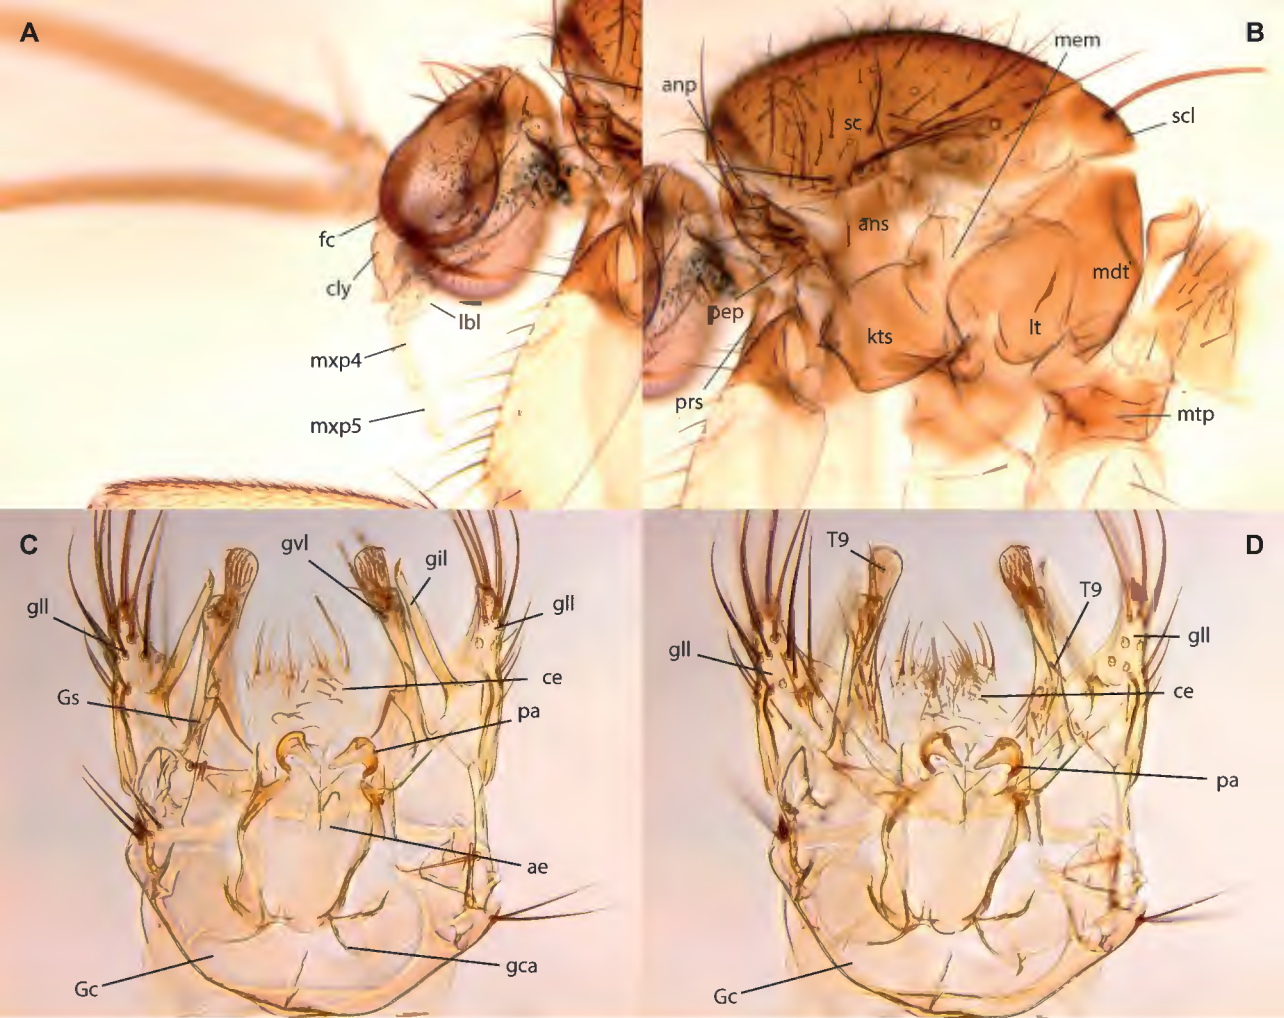 A
fc
cly
lbl
mxp4
mxp5
B
mem
anp
sc
scl
ans
mdt
pep
lt
kts
prs
mtp
C
gvl
gil
gll
gll
Gs
ce
pa
ae
gca
Gc
D
T9
T9
gll
gll
ce
pa
Gc